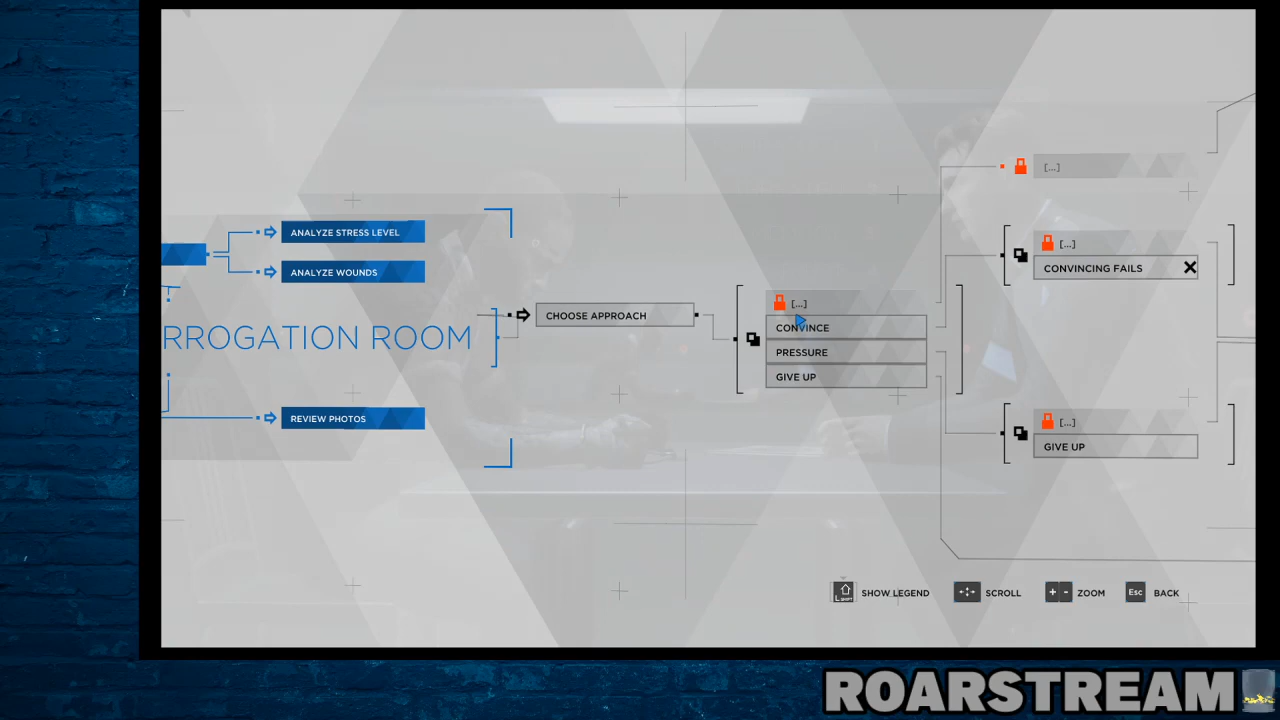 [...]
ANALYZE STRESS LEVEL
[...]
CONVINCING FAILS
ANALYZE WOUNDS
[...]
CHOOSE APPROACH
CONVINCE
RROGATION ROOM
PRESSURE
GIVE UP
REVIEW PHOTOS
[...]
GIVE UP
L. SHIFT SHOW LEGEND SCROLL + - ZOOM Esc BACK
ROARSTREAM